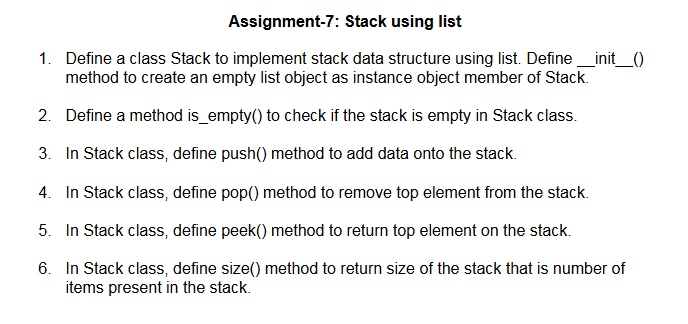 Assignment-7: Stack using list
1. Define a class Stack to implement stack data structure using list. Define __init__()
method to create an empty list object as instance object member of Stack.
2. Define a method is_empty() to check if the stack is empty in Stack class.
3. In Stack class, define push() method to add data onto the stack.
4. In Stack class, define pop() method to remove top element from the stack.
5. In Stack class, define peek() method to return top element on the stack.
6. In Stack class, define size() method to return size of the stack that is number of
items present in the stack.